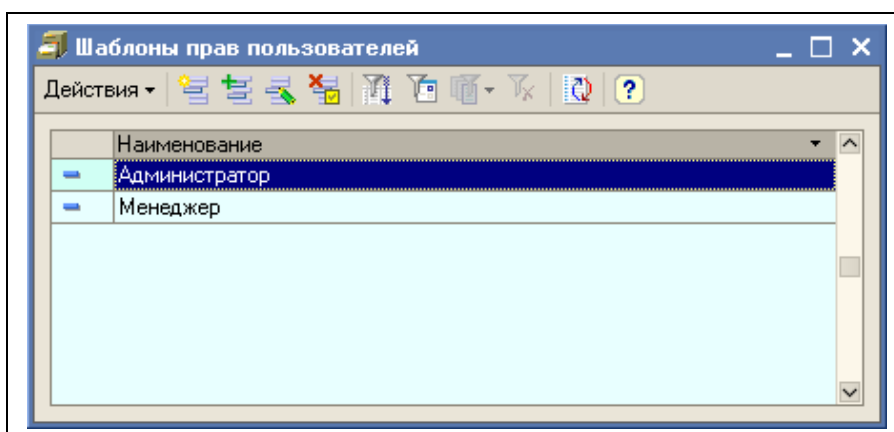 Шаблоны прав пользователей
Действия
?
Наименование
Администратор
Менеджер